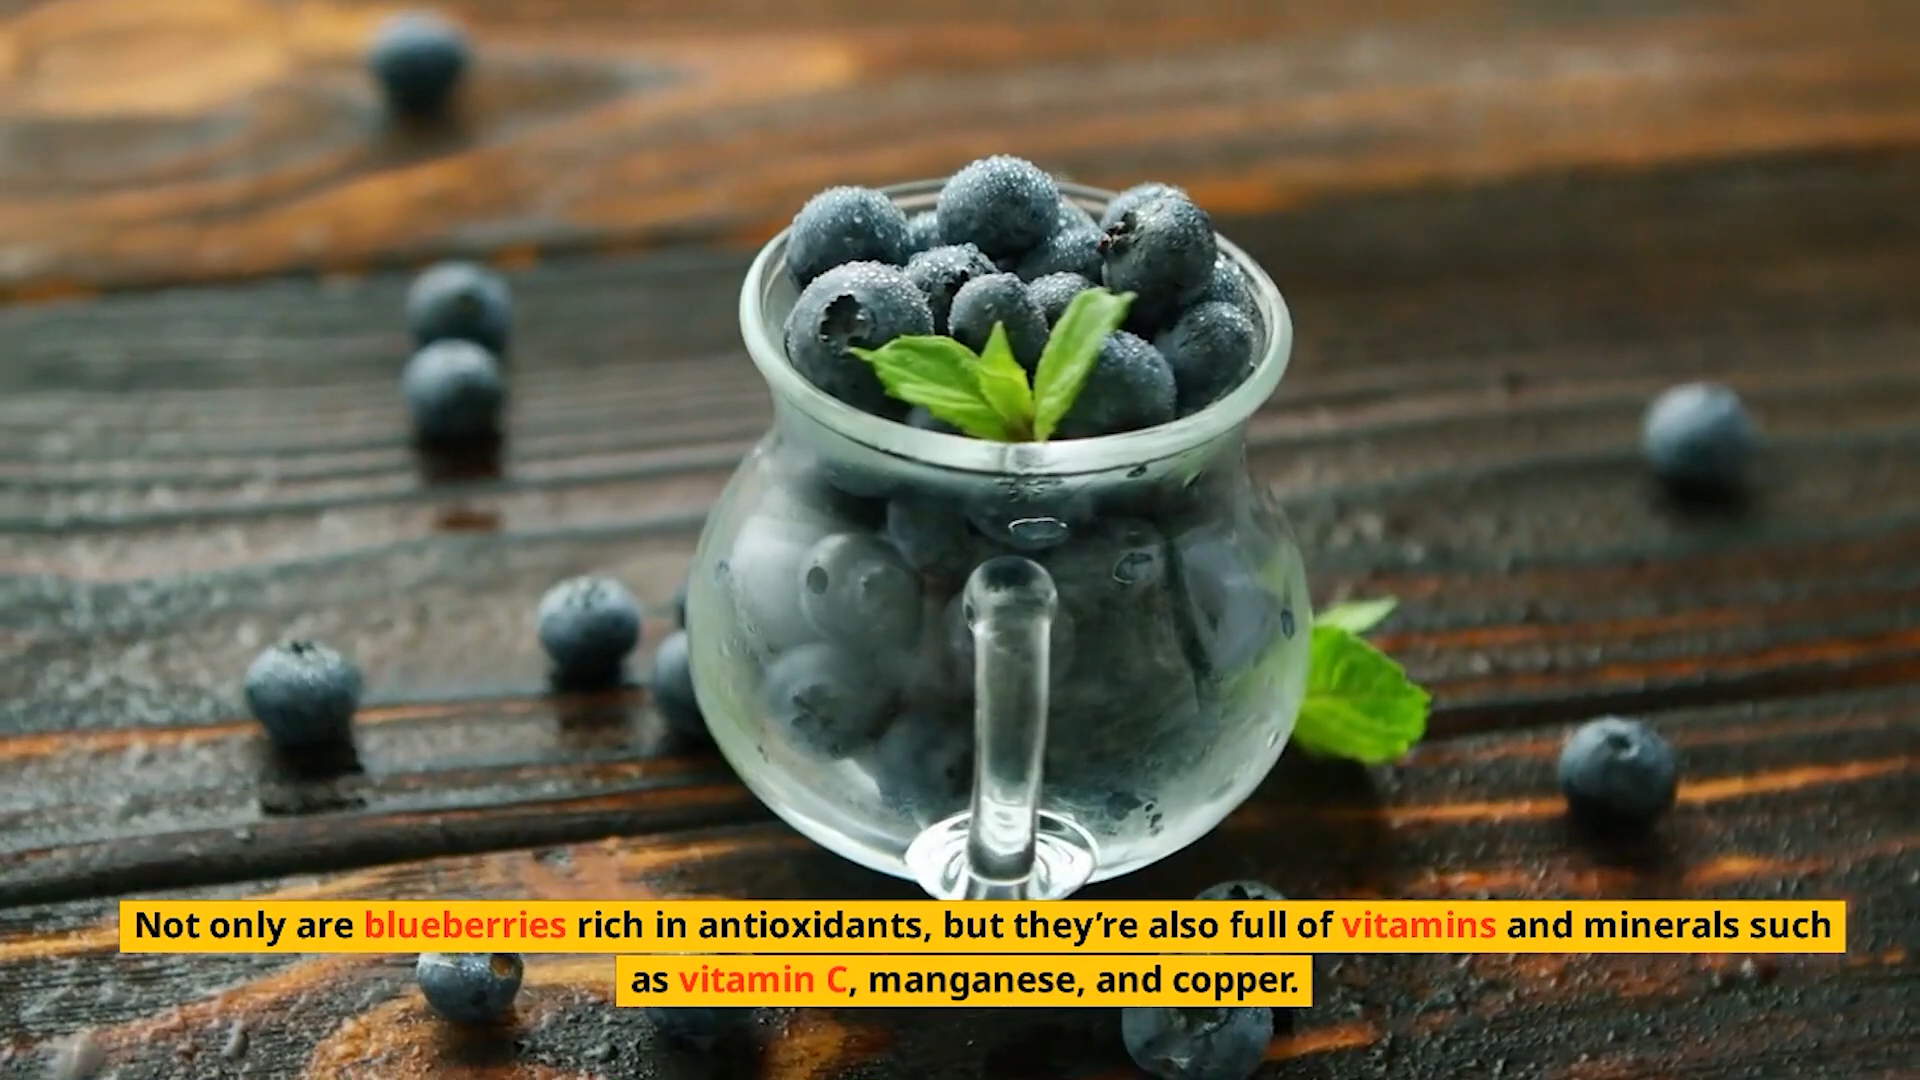 Not only are blueberries rich in antioxidants, but they’re also full of vitamins and minerals such
as vitamin C, manganese, and copper.